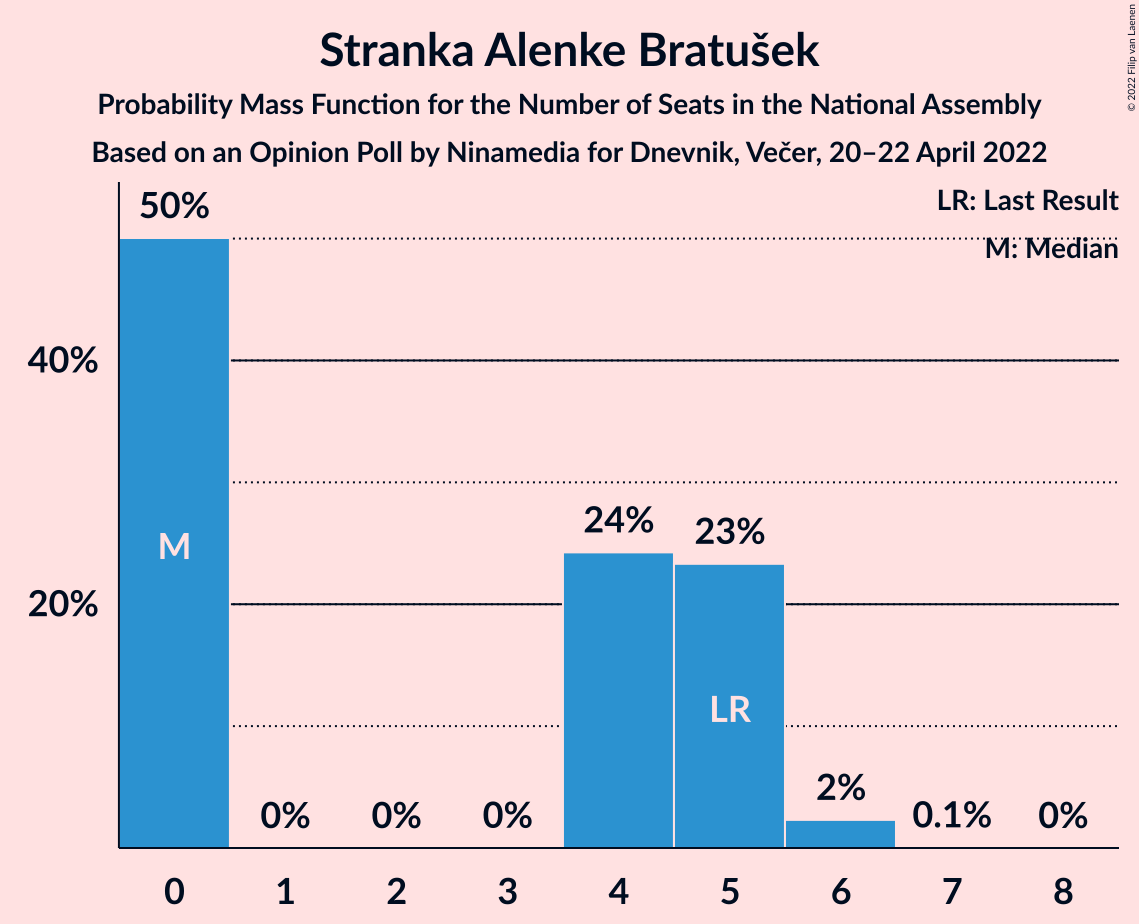 Stranka Alenke Bratušek
Probability Mass Function for the Number of Seats in the National Assembly
Based on an Opinion Poll by Ninamedia for Dnevnik, Večer, 20–22 April 2022
© 2022 Filip van Laenen
LR: Last Result
M: Median
50%
40%
20%
M
0%
0%
0%
24%
23%
LR
2%
0.1%
0%
0 1 2 3 4 5 6 7 8